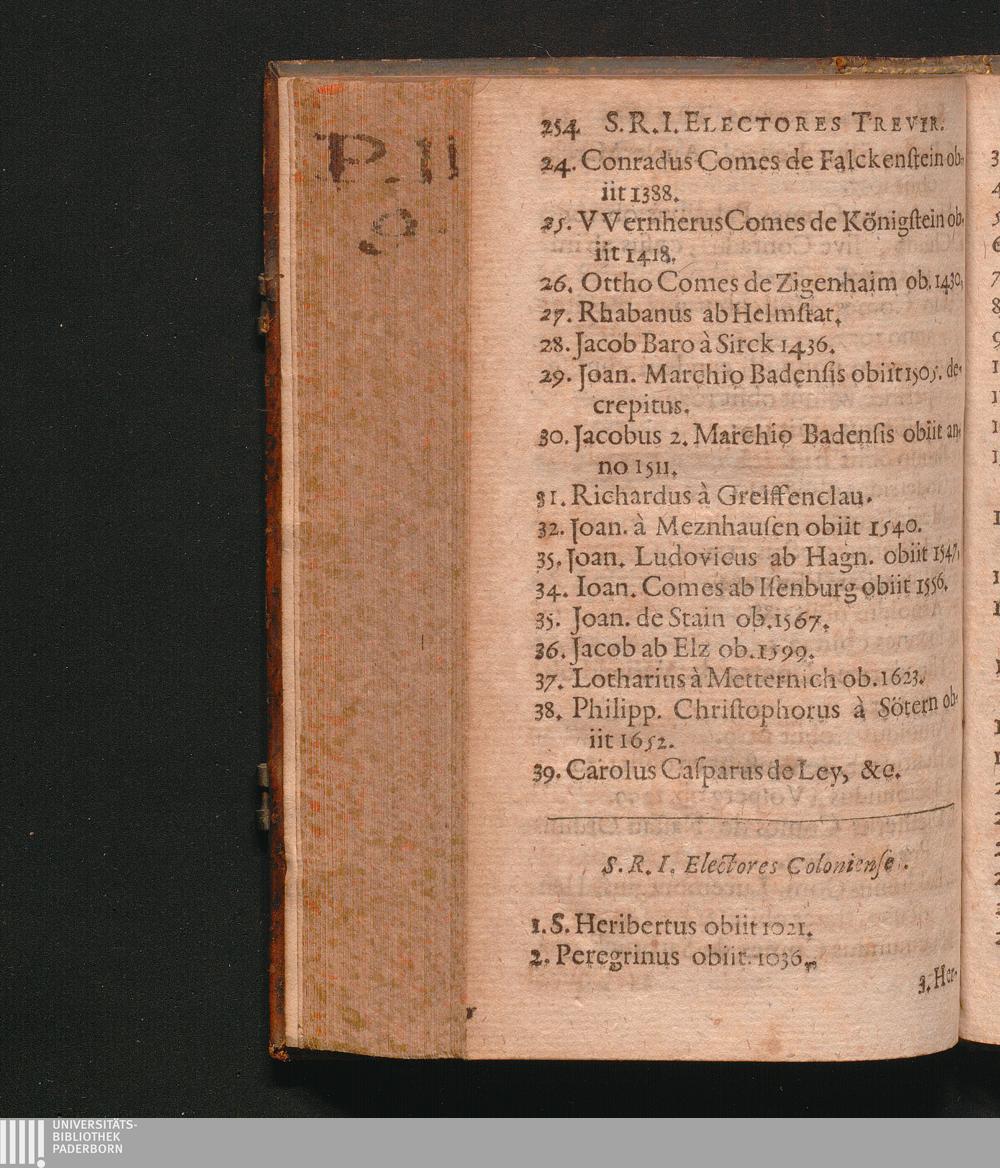 P. 11
9.
254 S. R. I. ELECTORES TREVIR.
24. Conradus Comes de Falckenſtein ob-
iit 1388.
25. VVernherus Comes de Königſtein ob-
iit 1418.
26. Ottho Comes de Zigenhaim ob. 1430.
27. Rhabanus ab Helmſtat.
28. Jacob Baro à Sirck 1436.
29. Joan. Marchio Badenſis obiit 1505. de-
crepitus.
30. Jacobus 2. Marchio Badenſis obiit an-
no 1511.
31. Richardus à Greiffenclau.
32. Joan. à Meznhauſen obiit 1540.
35. Joan. Ludovicus ab Hagn. obiit 1547.
34. Ioan. Comes ab Iſenburg obiit 1556.
35. Joan. de Stain ob. 1567.
36. Jacob ab Elz ob. 1599.
37. Lotharius à Metternich ob. 1623.
38. Philipp. Chriſtophorus à Sötern ob-
iit 1652.
39. Carolus Caſparus de Ley, &c.
S. R. I. Electores Colonienſe.
1. S. Heribertus obiit 1021.
2. Peregrinus obiit. 1036.
3. Her-
r
UNIVERSITÄTS-
BIBLIOTHEK
PADERBORN